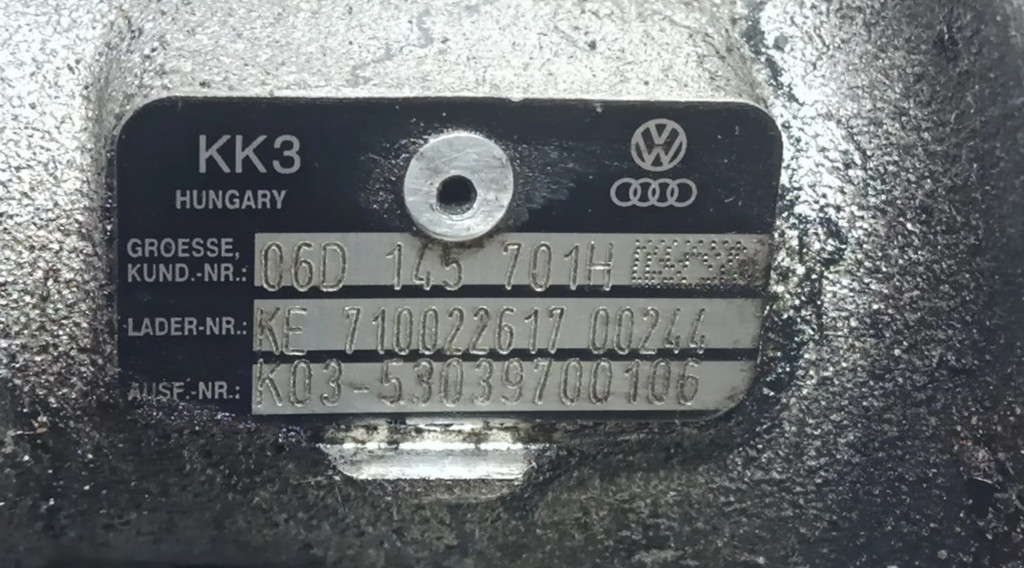 KK3
HUNGARY
GROESSE,
KUND.-NR.: 06D 145 701H
LADER-NR.: KE 710022617 00244
AUSF.-NR.: K03-53039700106